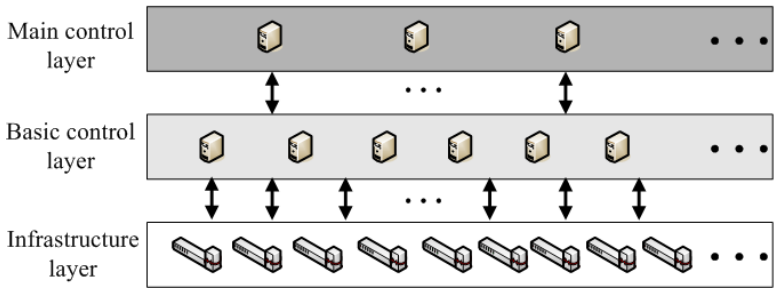 Main control
layer
Basic control
layer
Infrastructure
layer